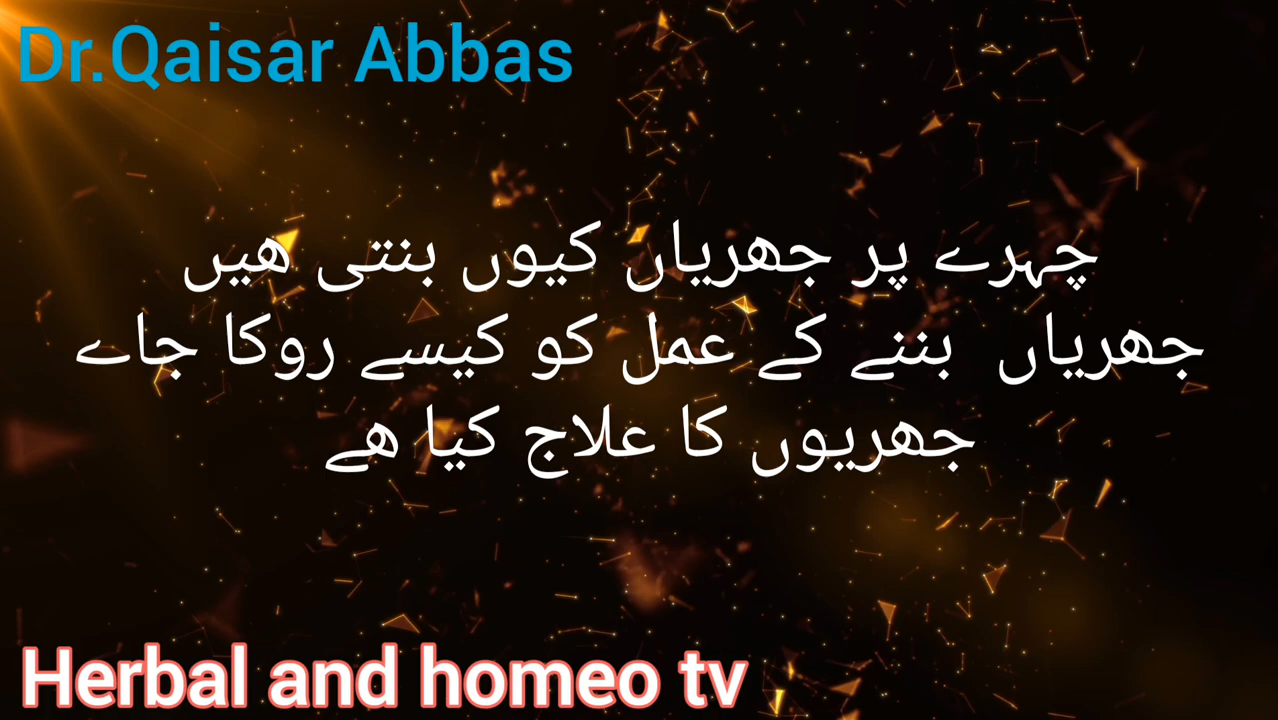 Dr.Qaisar Abbas
چہرے پر جھریاں کیوں بنتی ھیں
جھریاں بننے کے عمل کو کیسے روکا جاے
جھریوں کا علاج کیا ھے
Herbal and homeo tv